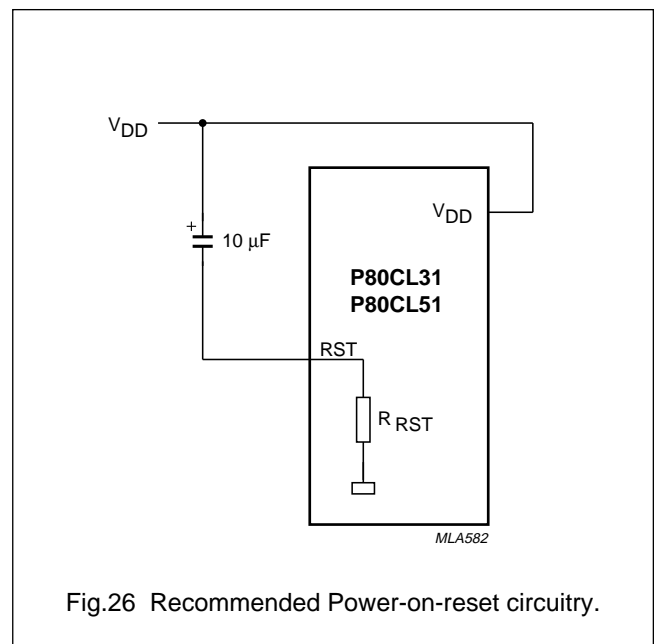 VDD
VDD
+
10 μF
P80CL31
P80CL51
RST
R RST
MLA582
Fig.26 Recommended Power-on-reset circuitry.